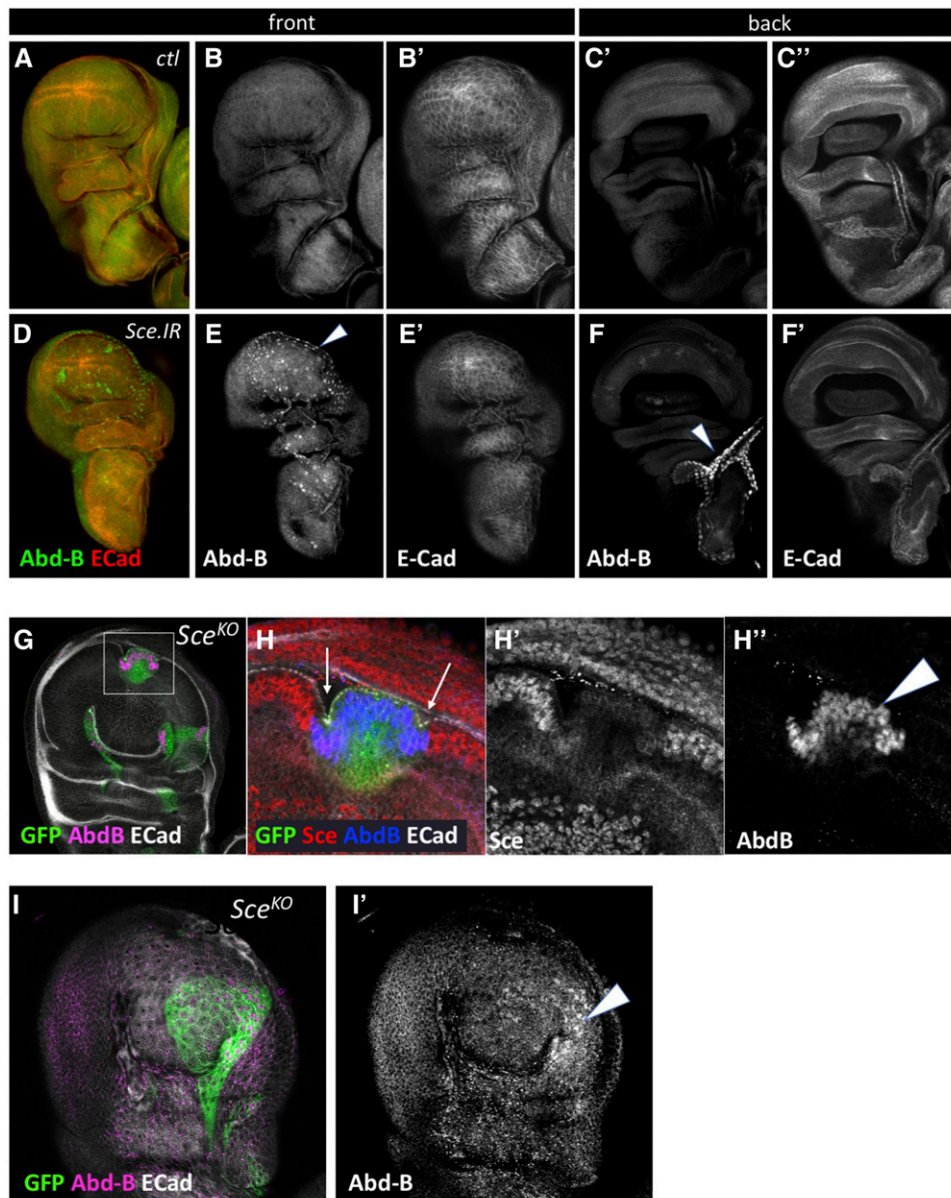 front back
A ctl B B' C' C''
D Sce.IR E E' F F'
Abd-B ECad Abd-B E-Cad Abd-B E-Cad
G Sce^KO H H' H''
GFP AbdB ECad GFP Sce AbdB ECad Sce AbdB
I Sce^KO I'
GFP Abd-B ECad Abd-B